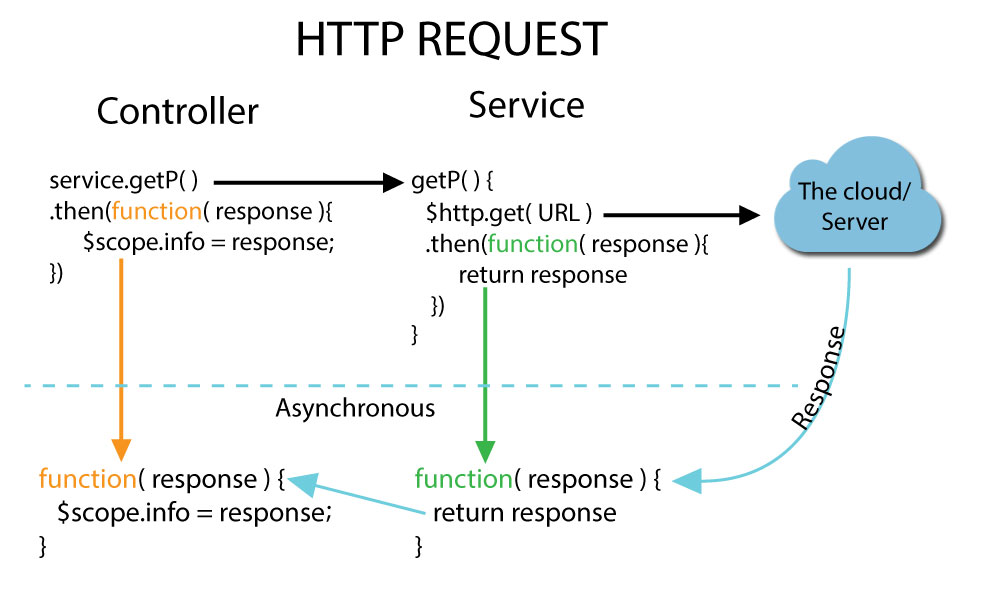 HTTP REQUEST
Controller
service.getP( )
.then(function( response ){
$scope.info = response;
})
Service
getP( ) {
$http.get( URL )
.then(function( response ){
return response
})
}
The cloud/
Server
Response
Asynchronous
function( response ) {
$scope.info = response;
}
function( response ) {
return response
}